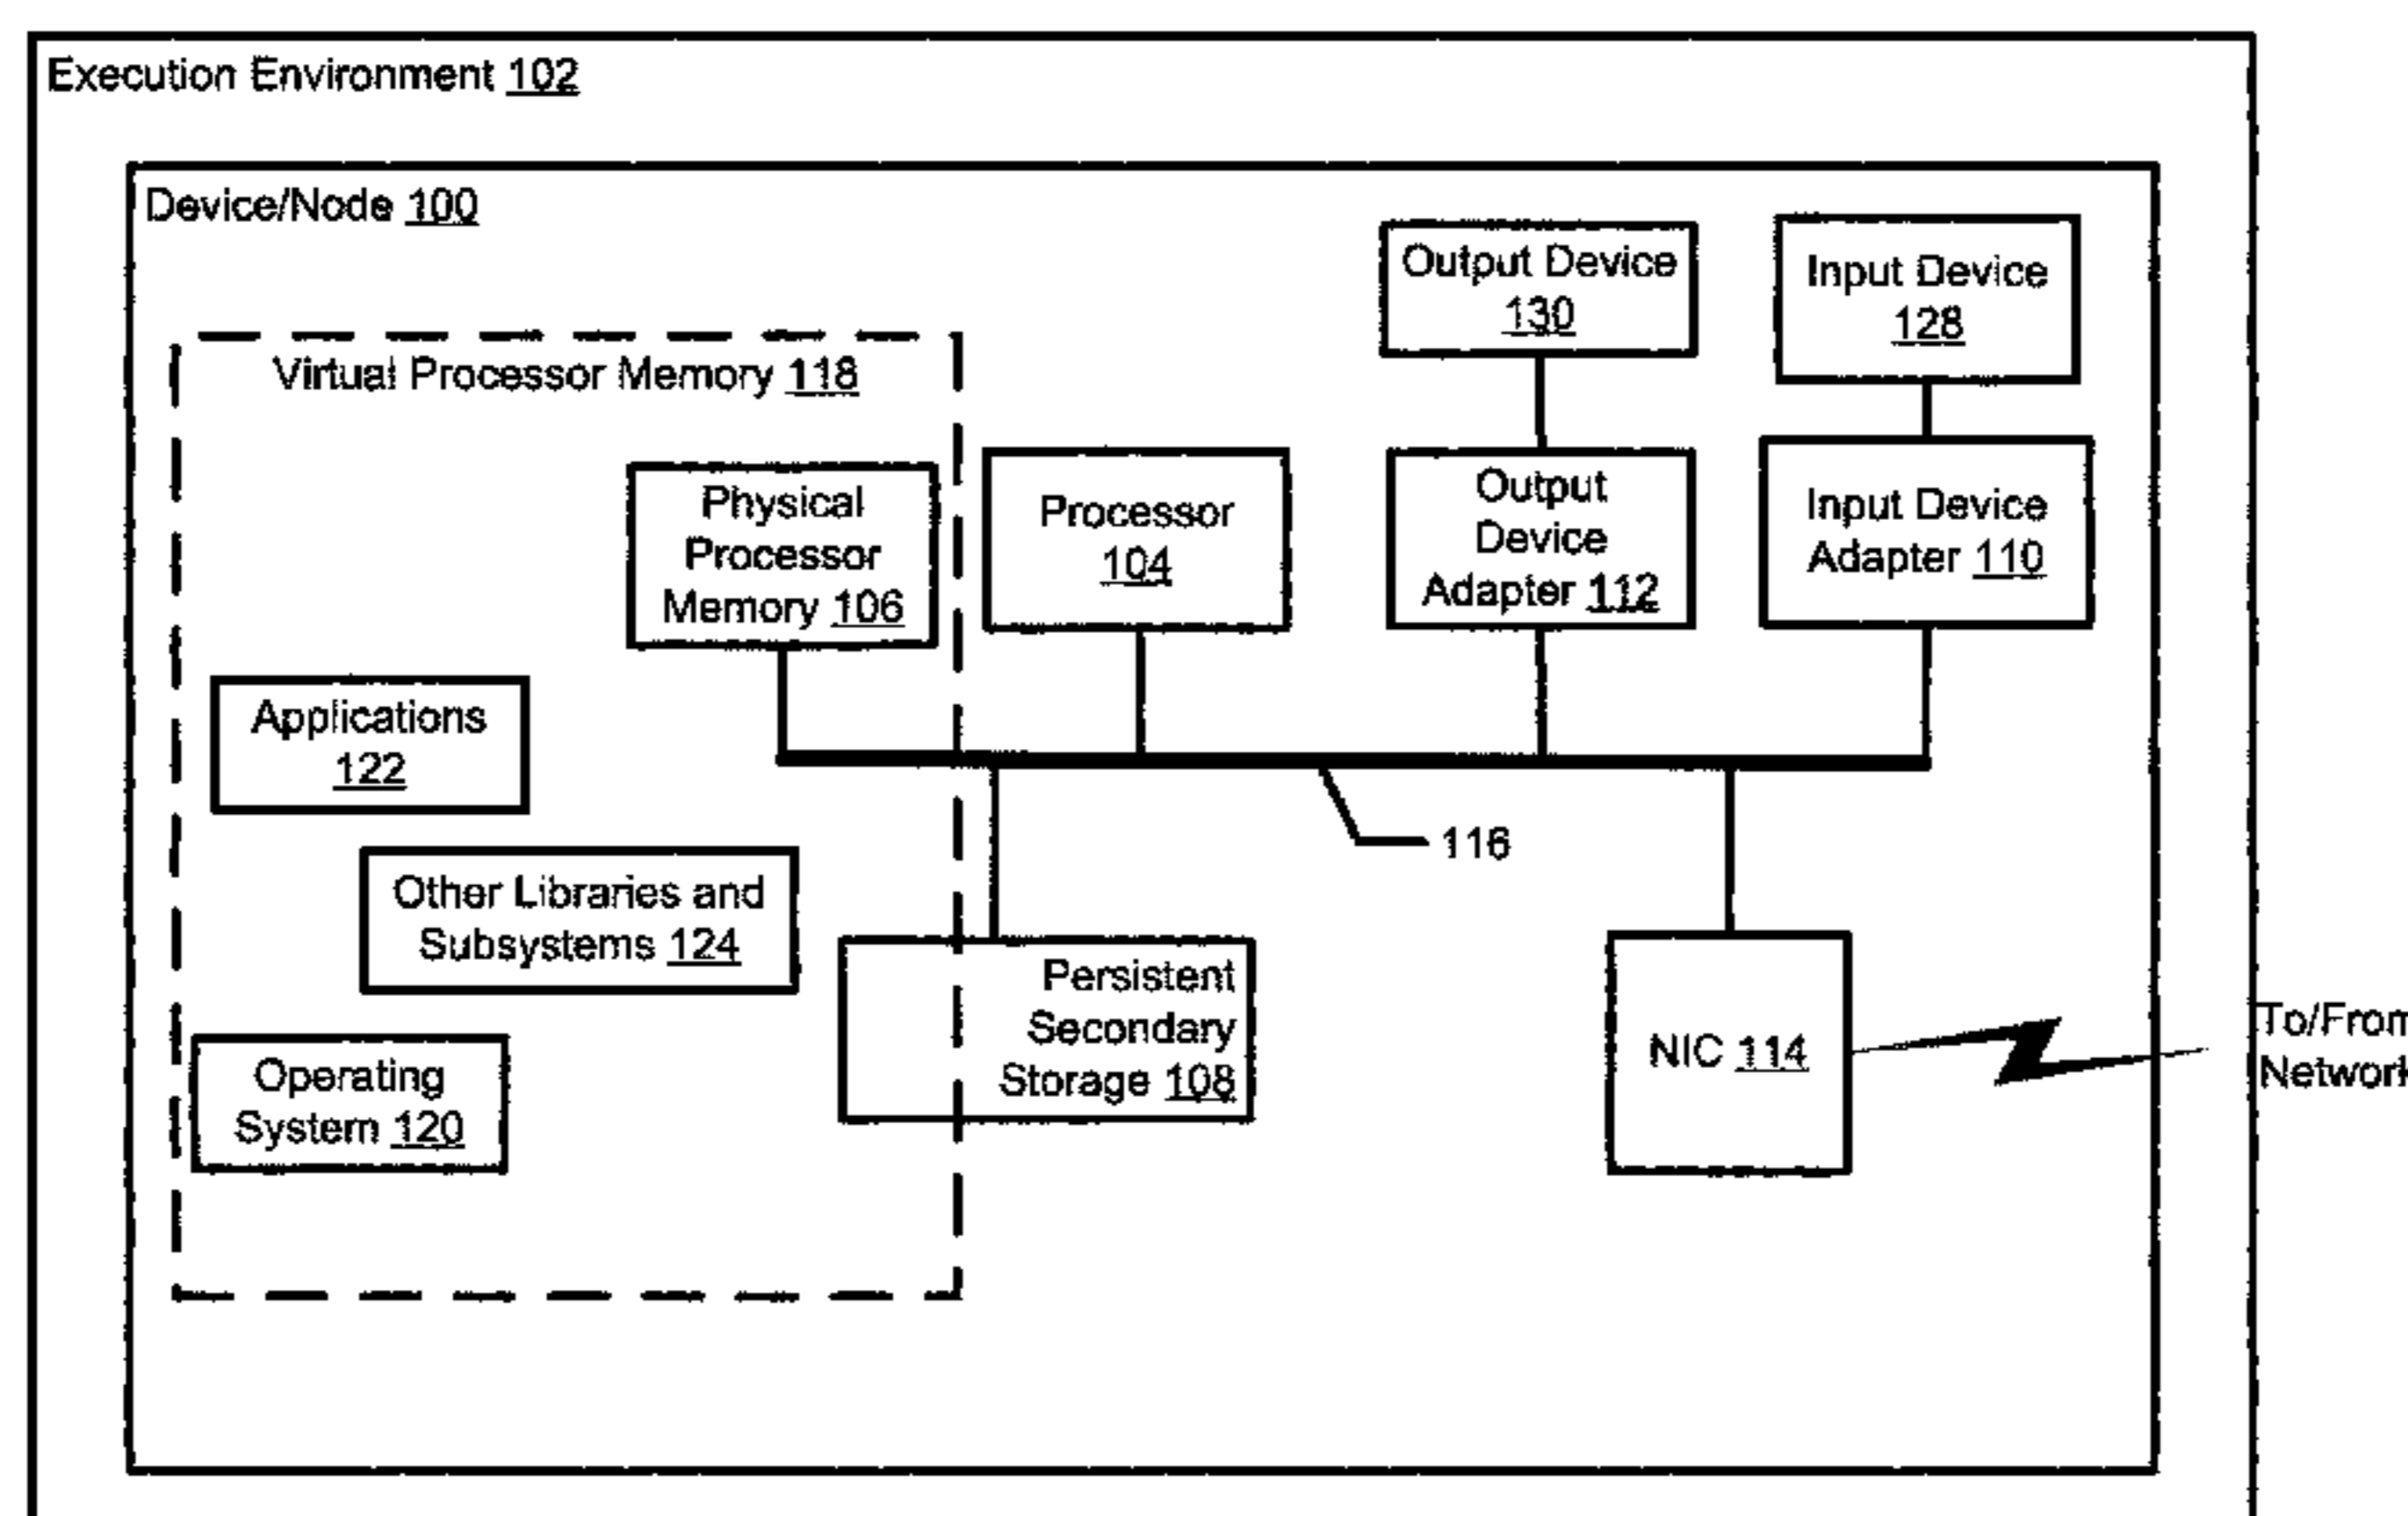 Execution Environment 102
Device/Node 100
Output Device
130
Input Device
128
Virtual Processor Memory 118
Physical
Processor
Memory 106
Processor
104
Output
Device
Adapter 112
Input Device
Adapter 110
Applications
122
116
Other Libraries and
Subsystems 124
Persistent
Secondary
Storage 108
NIC 114
To/From
Network
Operating
System 120